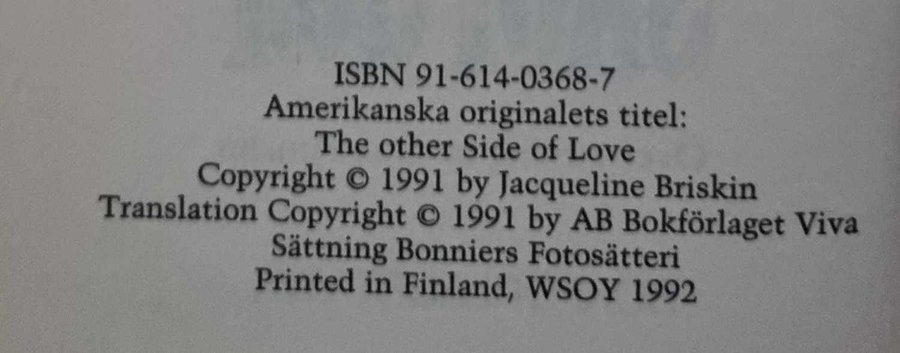 ISBN 91-614-0368-7
Amerikanska originalets titel:
The other Side of Love
Copyright © 1991 by Jacqueline Briskin
Translation Copyright © 1991 by AB Bokförlaget Viva
Sättning Bonniers Fotosätteri
Printed in Finland, WSOY 1992